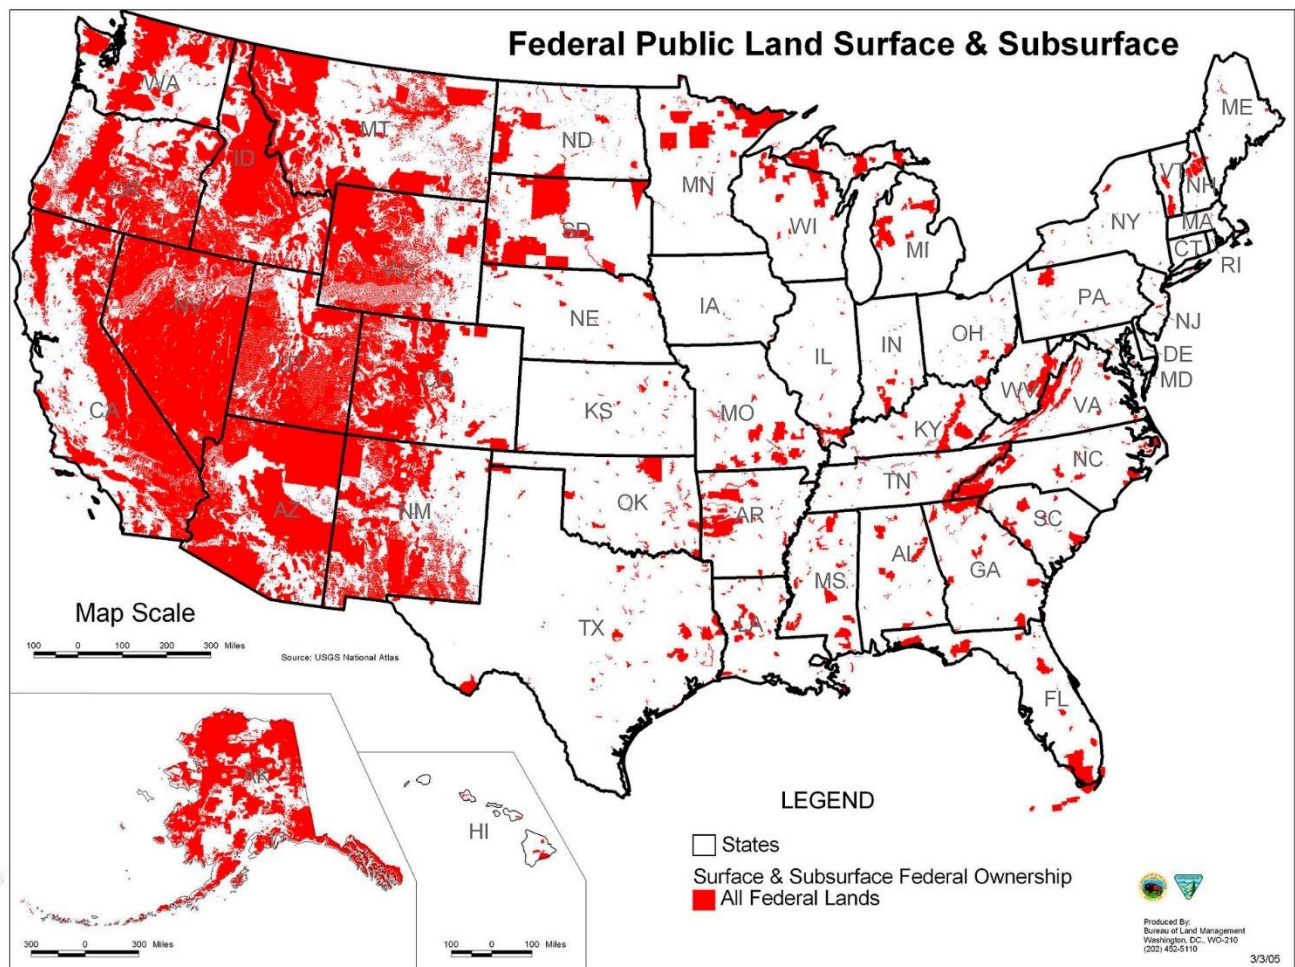 Federal Public Land Surface & Subsurface
WA
MT
ND
MN
ME
OR
ID
WY
SD
WI
MI
VT
NH
NY
MA
CT
RI
NV
UT
CO
NE
IA
IL
IN
OH
PA
NJ
DE
MD
WV
VA
CA
KS
MO
KY
AZ
NM
OK
AR
TN
NC
SC
TX
LA
MS
AL
GA
FL
Map Scale
100 0 100 200 300 Miles
Source: USGS National Atlas
AK
300 0 300 Miles
HI
100 0 100 Miles
LEGEND
States
Surface & Subsurface Federal Ownership
All Federal Lands
Produced By:
Bureau of Land Management
Washington, DC., WO-210
(202) 452-5110
3/3/05